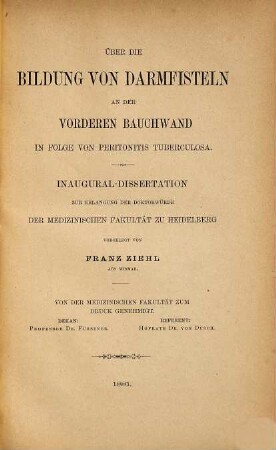 ÜBER DIE
BILDUNG VON DARMFISTELN
AN DER
VORDEREN BAUCHWAND
IN FOLGE VON PERITONITIS TUBERCULOSA.
INAUGURAL-DISSERTATION
ZUR ERLANGUNG DER DOKTORWÜRDE
DER MEDIZINISCHEN FAKULTÄT ZU HEIDELBERG
VORGELEGT VON
FRANZ ZIEHL
AUS WISMAR.
VON DER MEDIZINISCHEN FAKULTÄT ZUM
DRUCK GENEHMIGT.
DEKAN: REFERENT:
PROFESSOR DR. FÜRSTNER. HOFRATH DR. VON DUSCH.